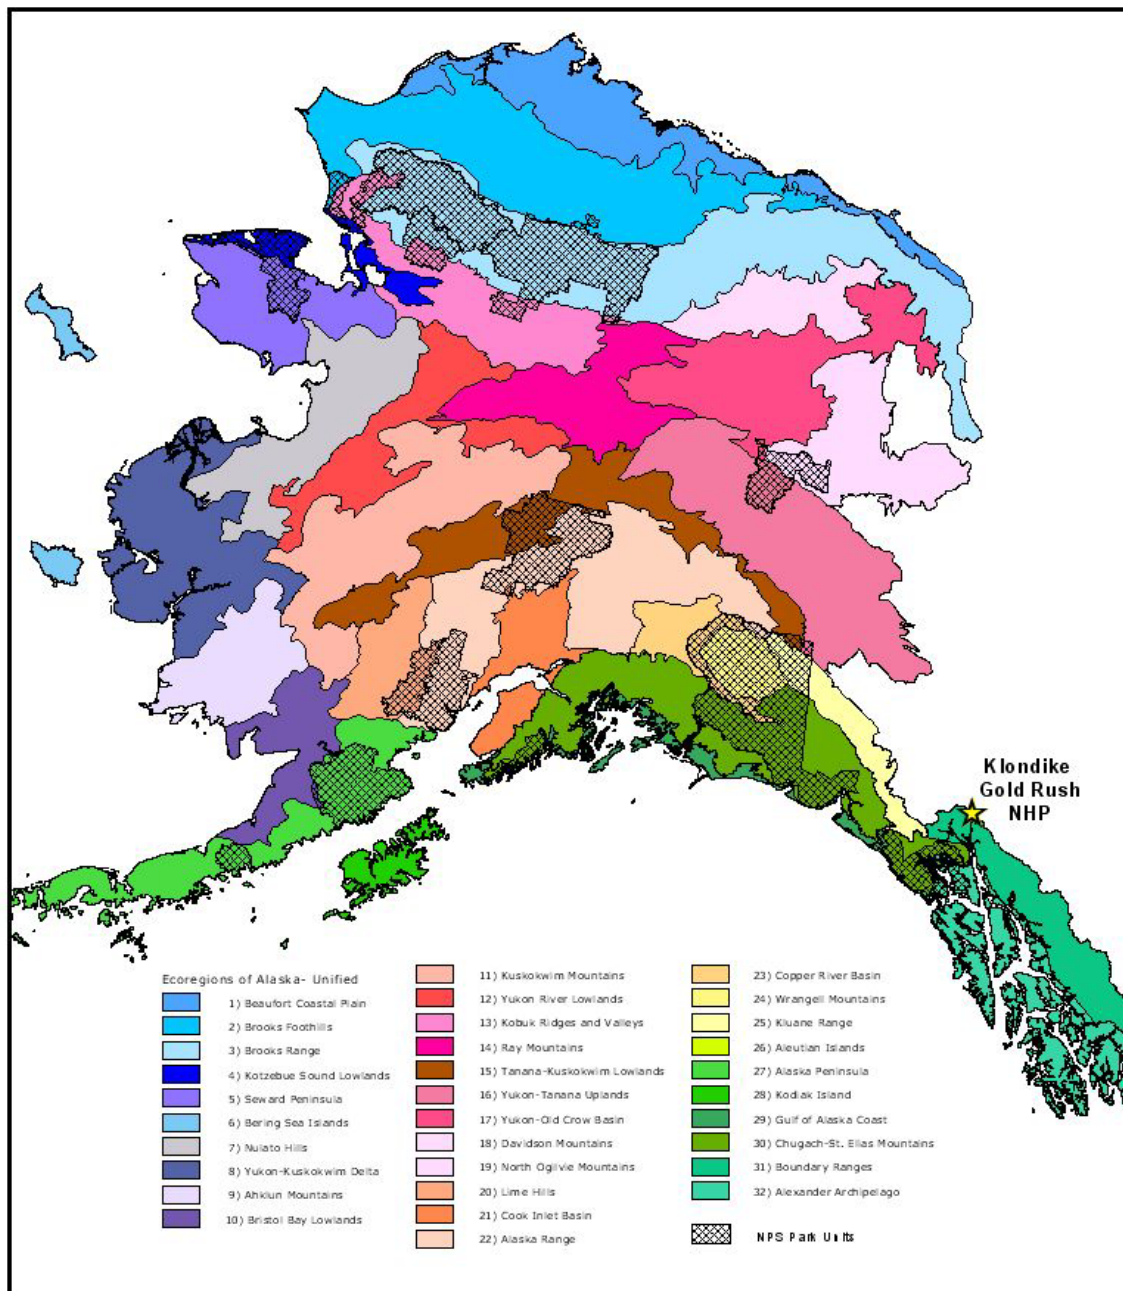 Klondike
Gold Rush
NHP
Ecoregions of Alaska- Unified
1) Beaufort Coastal Plain
2) Brooks Foothills
3) Brooks Range
4) Kotzebue Sound Lowlands
5) Seward Peninsula
6) Bering Sea Islands
7) Nulato Hills
8) Yukon-Kuskokwim Delta
9) Ahklun Mountains
10) Bristol Bay Lowlands
11) Kuskokwim Mountains
12) Yukon River Lowlands
13) Kobuk Ridges and Valleys
14) Ray Mountains
15) Tanana-Kuskokwim Lowlands
16) Yukon-Tanana Uplands
17) Yukon-Old Crow Basin
18) Davidson Mountains
19) North Ogilvie Mountains
20) Lime Hills
21) Cook Inlet Basin
22) Alaska Range
23) Copper River Basin
24) Wrangell Mountains
25) Kluane Range
26) Aleutian Islands
27) Alaska Peninsula
28) Kodiak Island
29) Gulf of Alaska Coast
30) Chugach-St. Elias Mountains
31) Boundary Ranges
32) Alexander Archipelago
NPS Park Units